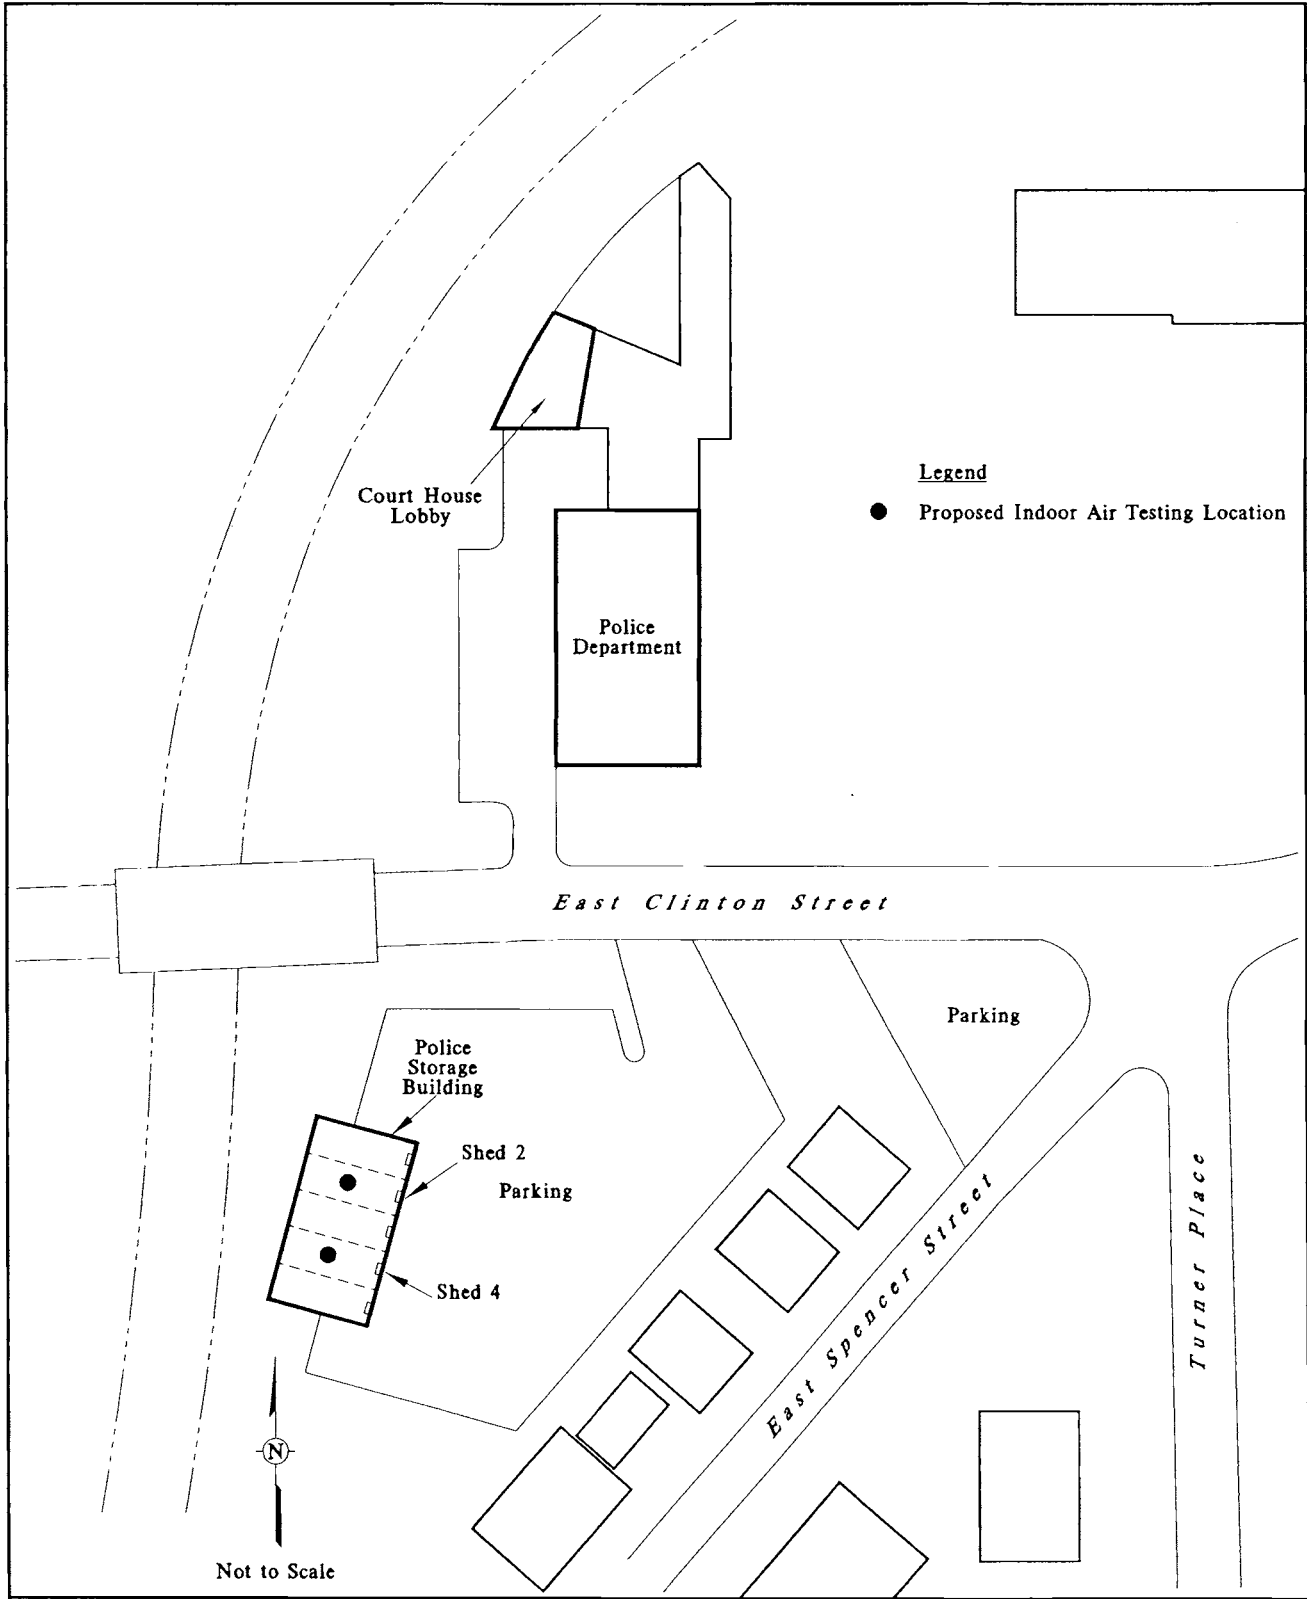 Court House
Lobby
Legend
Proposed Indoor Air Testing Location
Police
Department
East Clinton Street
Parking
Police
Storage
Building
Shed 2
Parking
Shed 4
East Spencer Street
Turner Place
N
Not to Scale